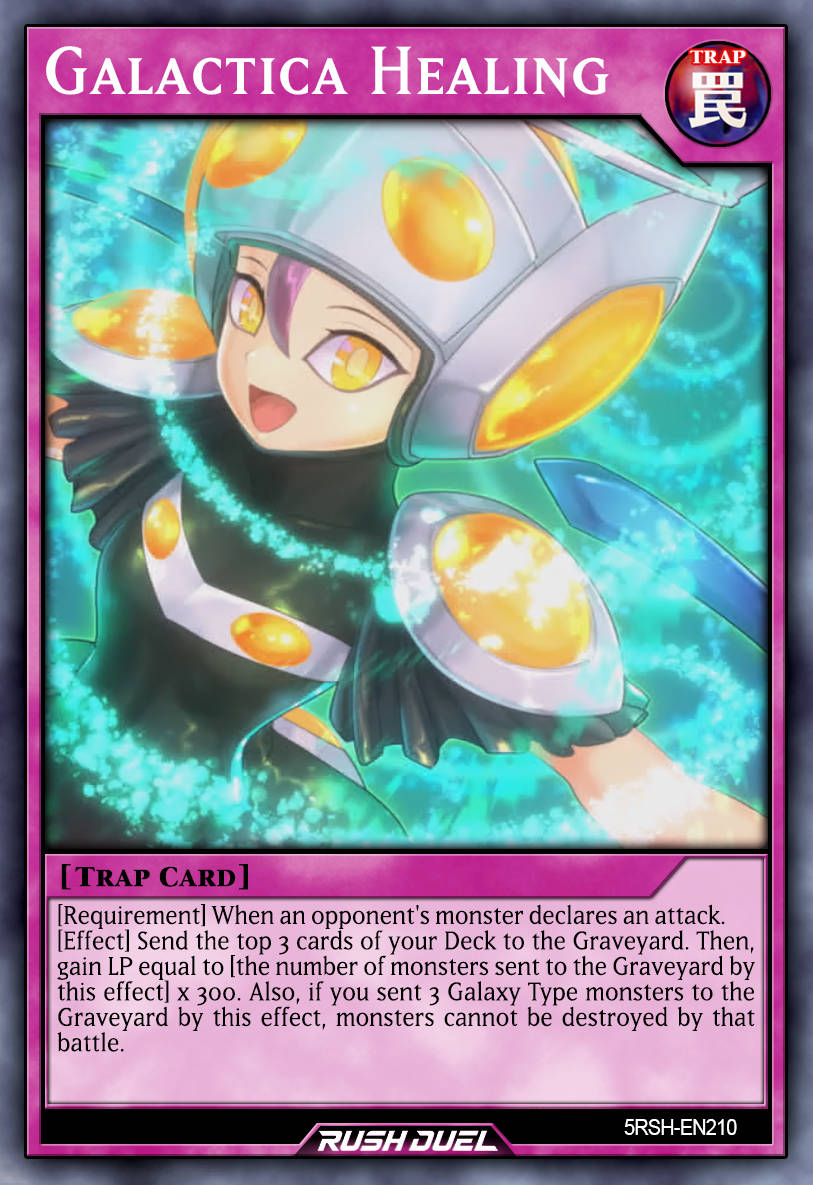 Galactica Healing
TRAP
罠
[Trap Card]
[Requirement] When an opponent's monster declares an attack.
[Effect] Send the top 3 cards of your Deck to the Graveyard. Then,
gain LP equal to [the number of monsters sent to the Graveyard by
this effect] x 300. Also, if you sent 3 Galaxy Type monsters to the
Graveyard by this effect, monsters cannot be destroyed by that
battle.
5RSH-EN210
RUSH DUEL